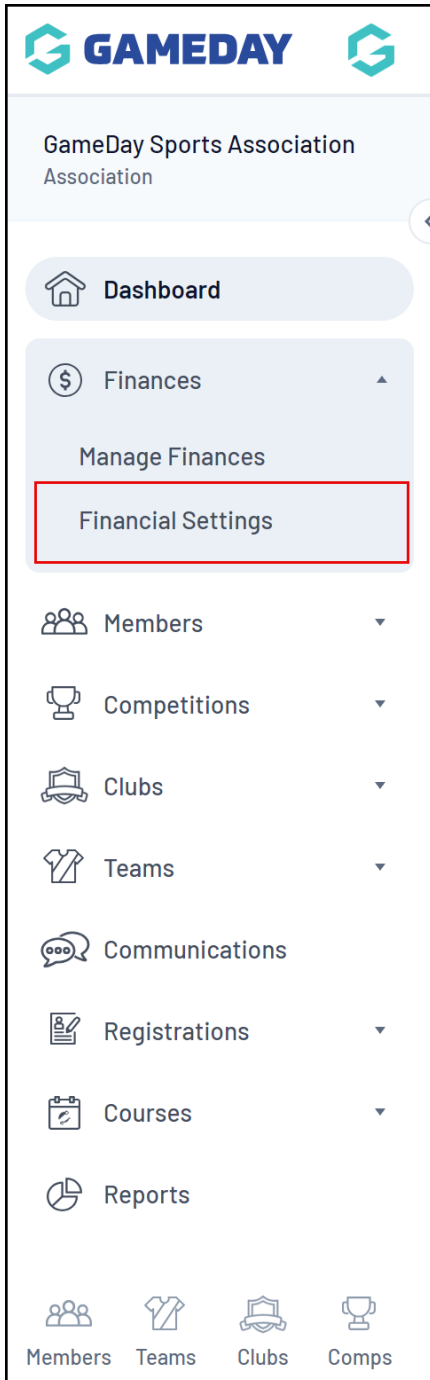 GAMEDAY
GameDay Sports Association
Association
Dashboard
Finances
Manage Finances
Financial Settings
Members
Competitions
Clubs
Teams
Communications
Registrations
Courses
Reports
Members Teams Clubs Comps